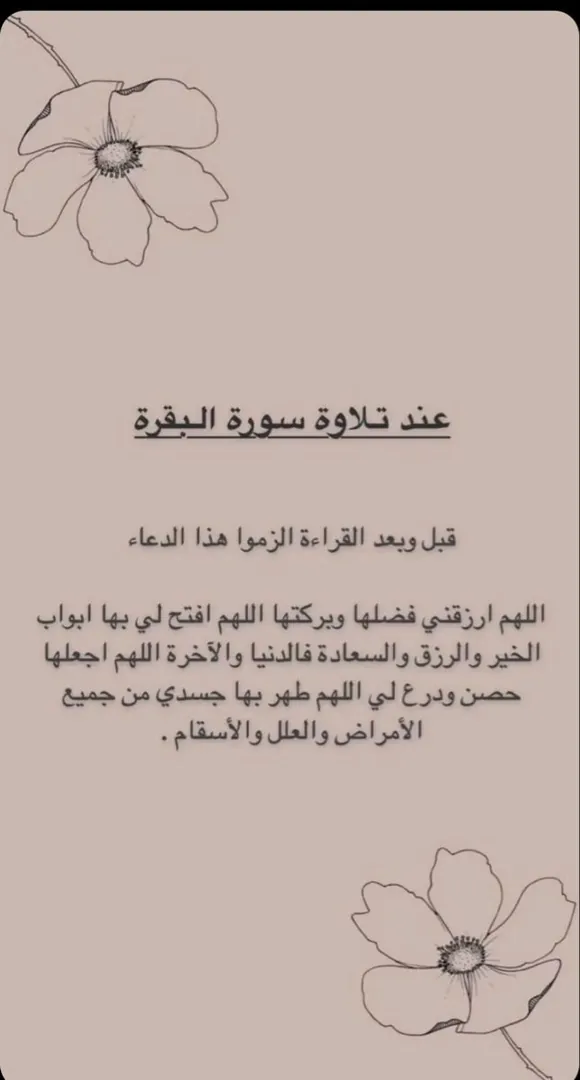 عند تلاوة سورة البقرة
قبل وبعد القراءة الزموا هذا الدعاء
اللهم ارزقني فضلها وبركتها اللهم افتح لي بها ابواب
الخير والرزق والسعادة فالدنيا والآخرة اللهم اجعلها
حصن ودرع لي اللهم طهر بها جسدي من جميع
الأمراض والعلل والأسقام .